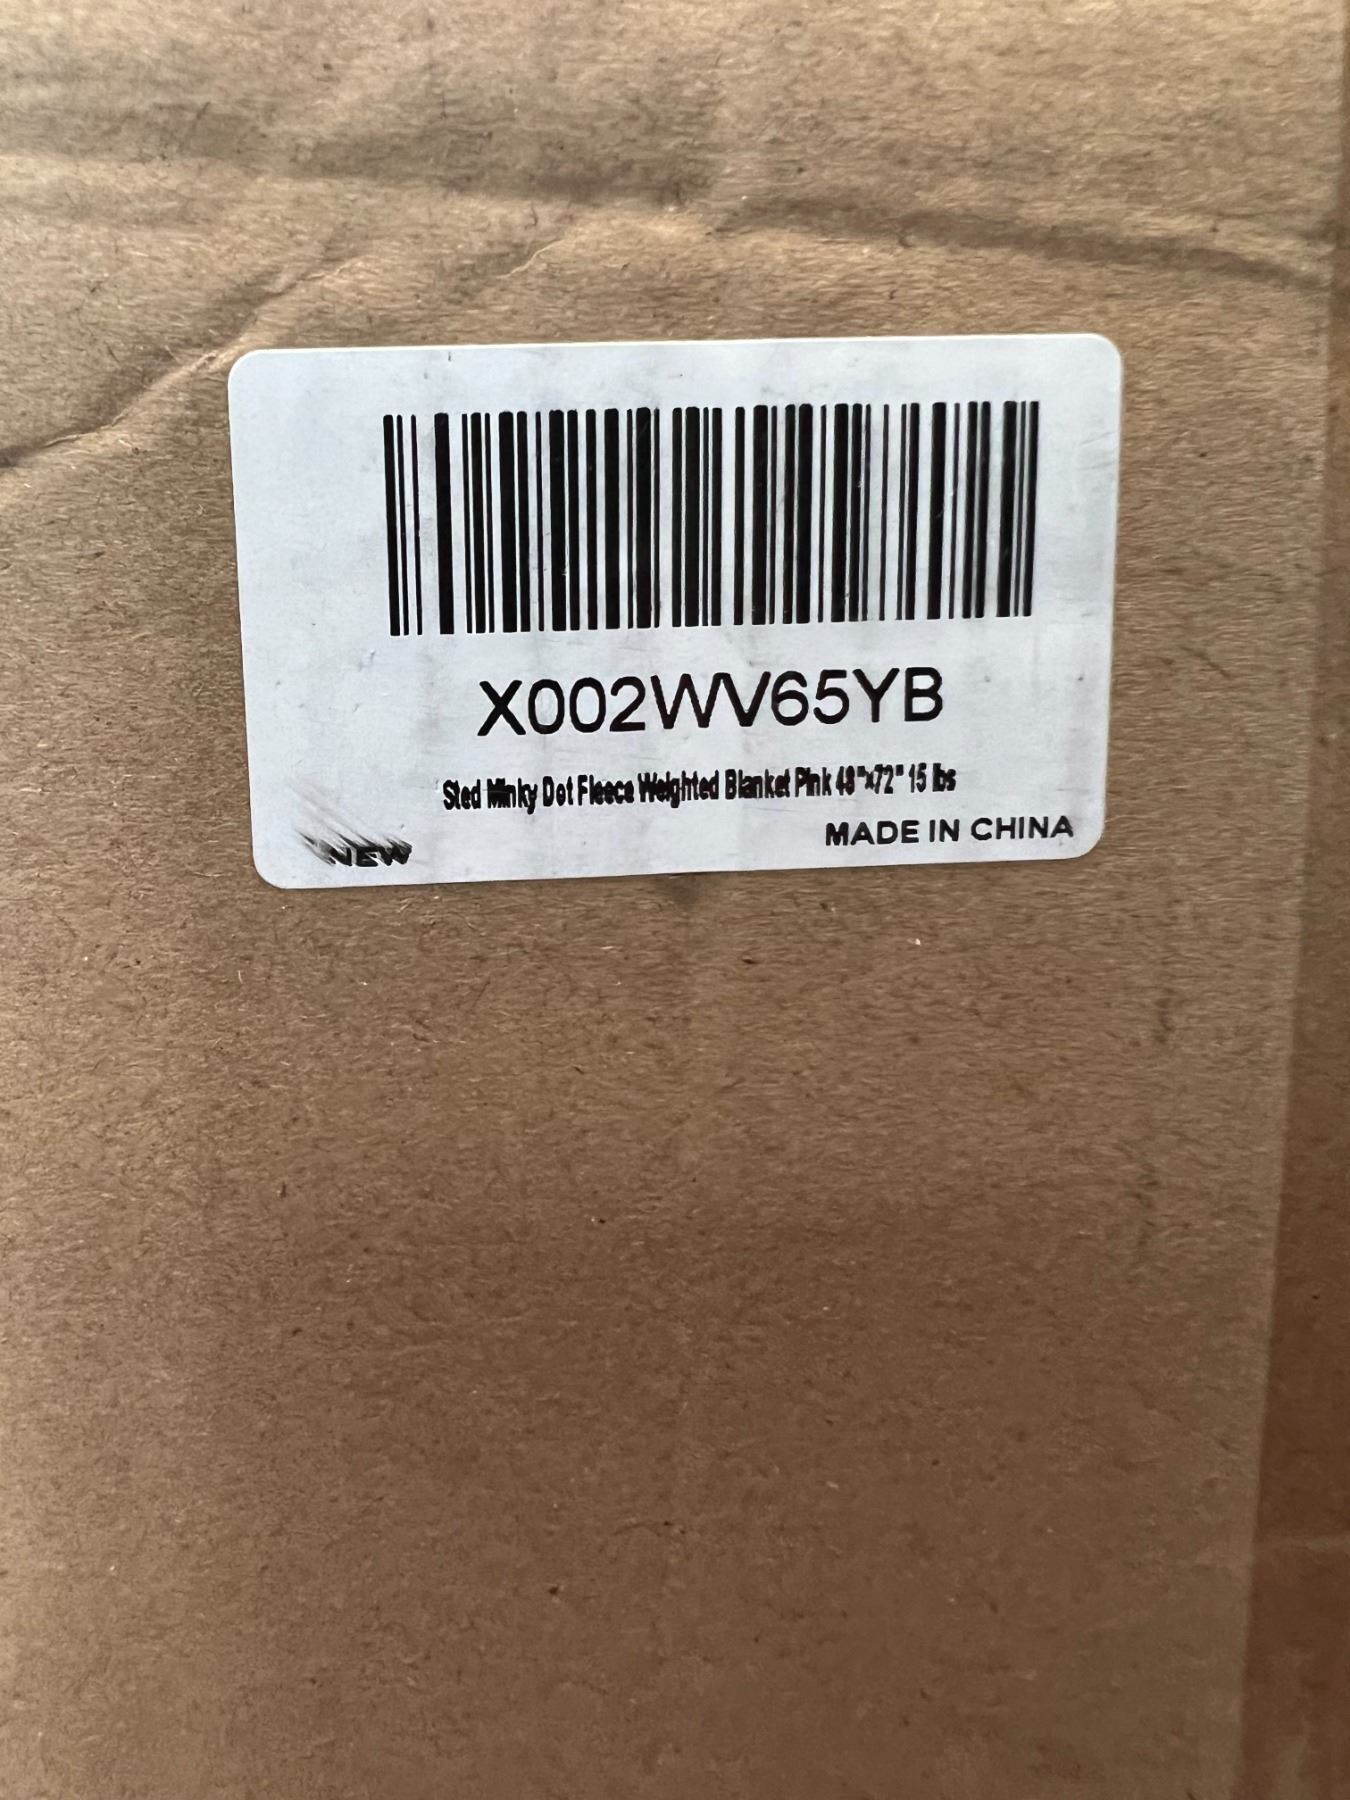 X002WV65YB
Sted Minky Dot Fleece Weighted Blanket Pink 48"x72" 15 lbs
MADE IN CHINA
NEW